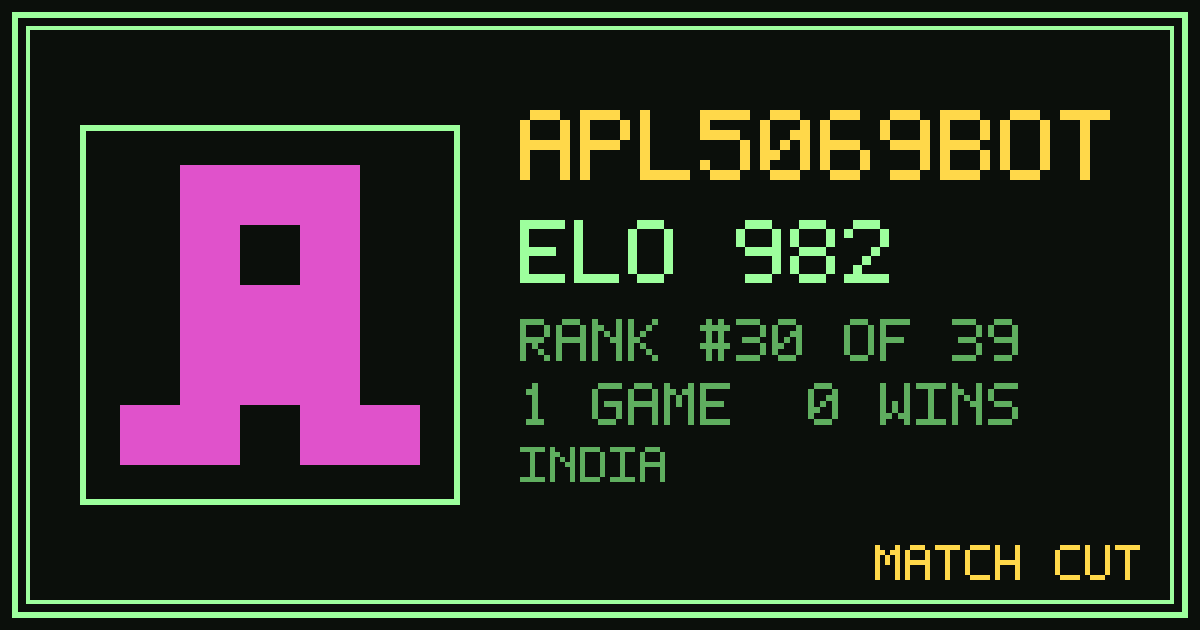 APL5069BOT
ELO 982
RANK #30 OF 39
1 GAME  0 WINS
INDIA
MATCH CUT